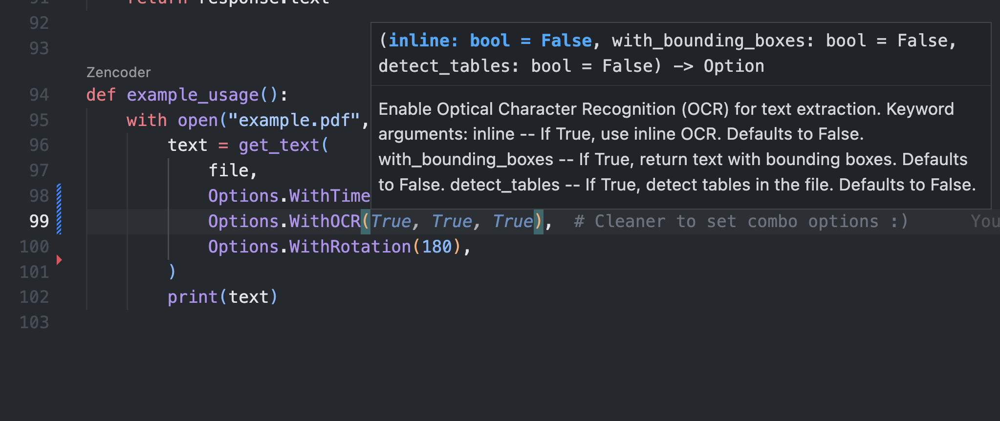 91 return response.text
92
93
(inline: bool = False, with_bounding_boxes: bool = False,
detect_tables: bool = False) -> Option
Enable Optical Character Recognition (OCR) for text extraction. Keyword
arguments: inline -- If True, use inline OCR. Defaults to False.
with_bounding_boxes -- If True, return text with bounding boxes. Defaults
to False. detect_tables -- If True, detect tables in the file. Defaults to False.
Zencoder
94 def example_usage():
95 with open("example.pdf",
96 text = get_text(
97 file,
98 Options.WithTime
99 Options.WithOCR(True, True, True), # Cleaner to set combo options :) You
100 Options.WithRotation(180),
101 )
102 print(text)
103